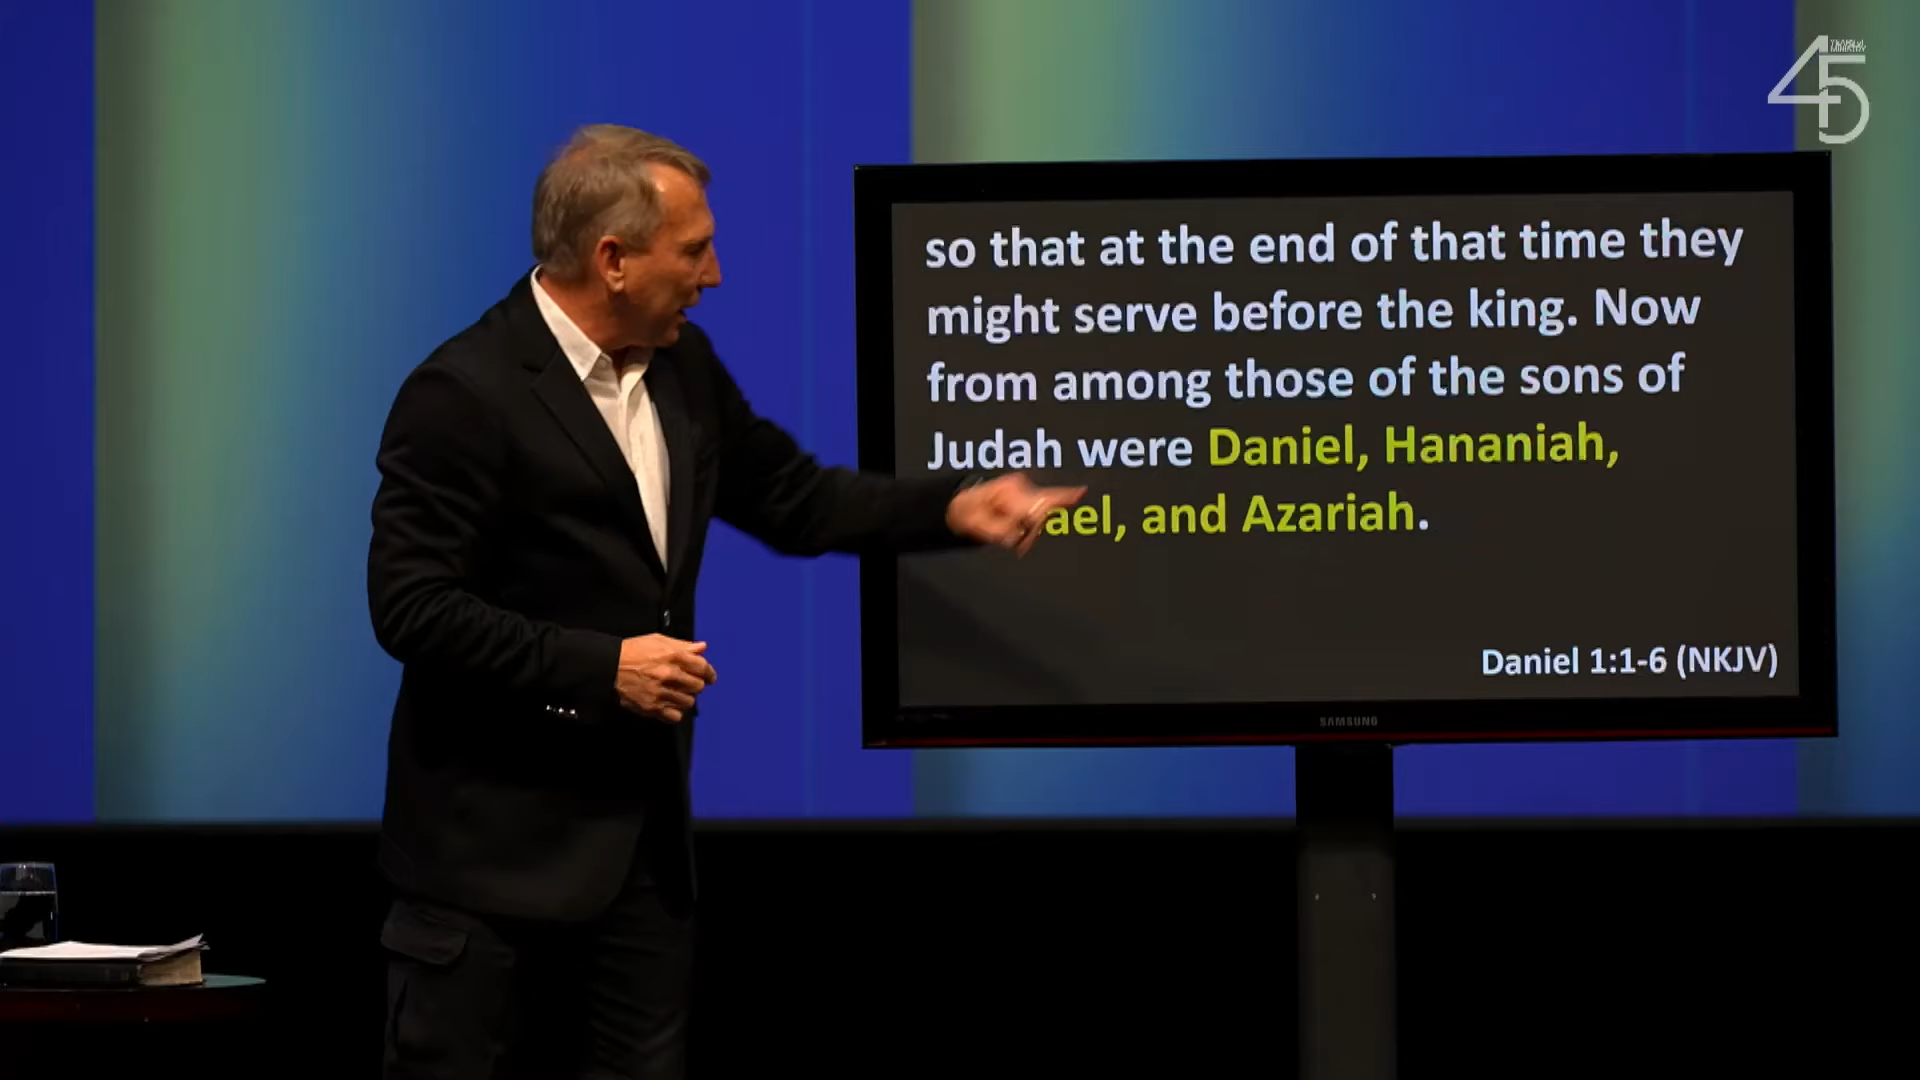 so that at the end of that time they
might serve before the king. Now
from among those of the sons of
Judah were Daniel, Hananiah,
ael, and Azariah.
Daniel 1:1-6 (NKJV)
SAMSUNG
45